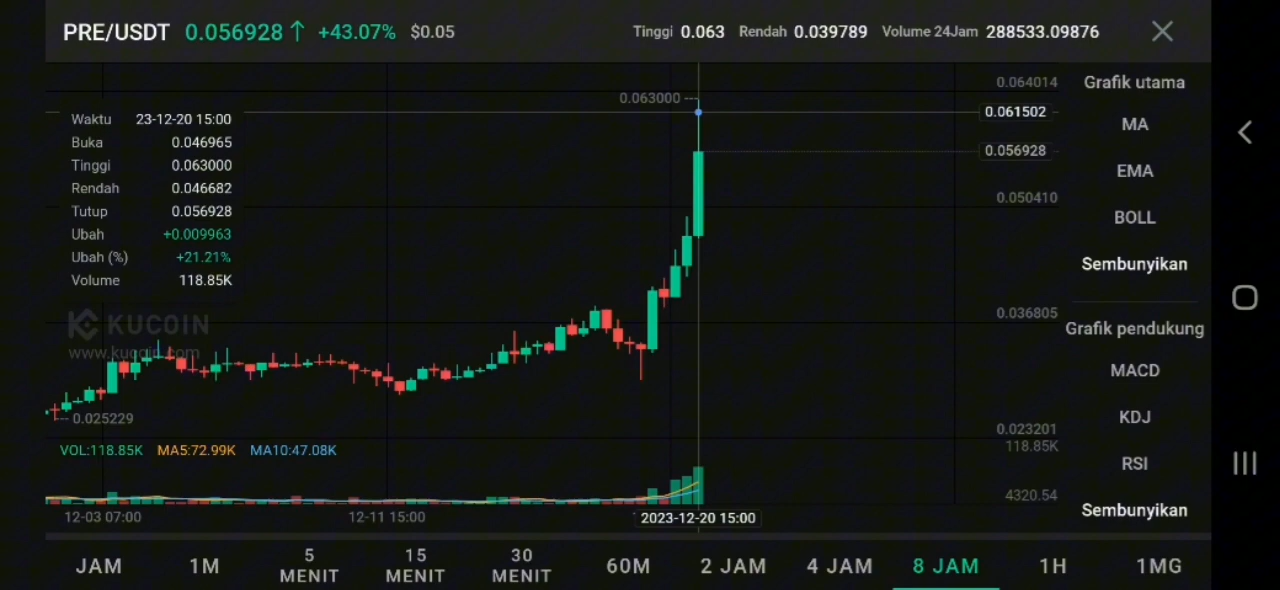 PRE/USDT 0.056928↑ +43.07% $0.05 Tinggi 0.063 Rendah 0.039789 Volume 24Jam 288533.09876
0.064014
0.063000
0.061502
0.056928
0.050410
0.036805
0.025229
0.023201
118.85K
4320.54
Waktu 23-12-20 15:00
Buka 0.046965
Tinggi 0.063000
Rendah 0.046682
Tutup 0.056928
Ubah +0.009963
Ubah (%) +21.21%
Volume 118.85K
KUCOIN
www.kucoin.com
VOL:118.85K MA5:72.99K MA10:47.08K
12-03 07:00 12-11 15:00 2023-12-20 15:00
Grafik utama
MA
EMA
BOLL
Sembunyikan
Grafik pendukung
MACD
KDJ
RSI
Sembunyikan
JAM 1M 5 MENIT 15 MENIT 30 MENIT 60M 2 JAM 4 JAM 8 JAM 1H 1MG